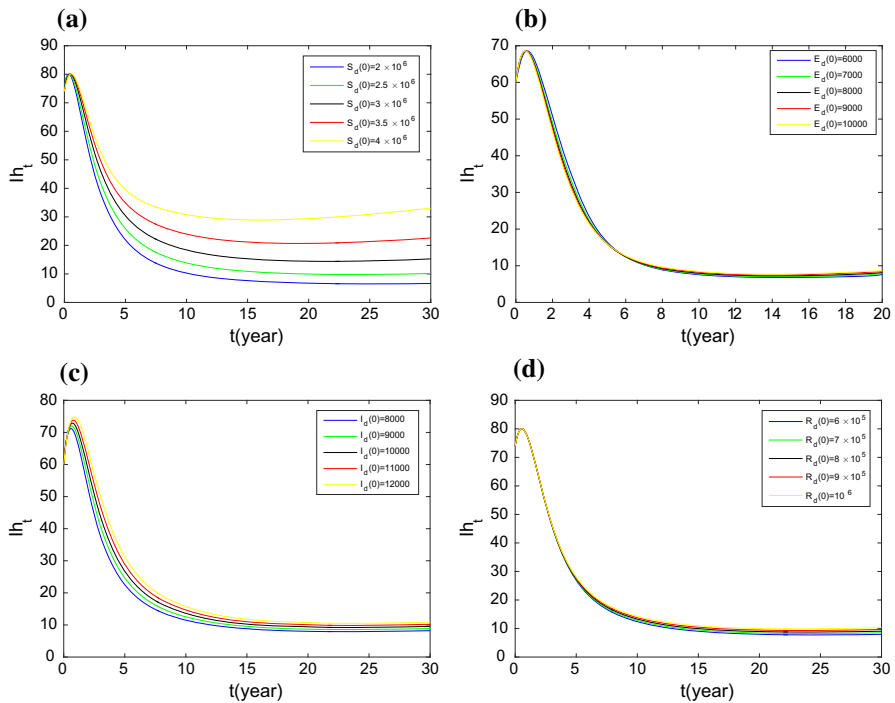 (a)
90
80
70
60
50
40
30
20
10
0
Ih_t
0 5 10 15 20 25 30
t(year)
S_d(0)=2 × 10^6
S_d(0)=2.5 × 10^6
S_d(0)=3 × 10^6
S_d(0)=3.5 × 10^6
S_d(0)=4 × 10^6
(b)
70
60
50
40
30
20
10
0
Ih_t
0 2 4 6 8 10 12 14 16 18 20
t(year)
E_d(0)=6000
E_d(0)=7000
E_d(0)=8000
E_d(0)=9000
E_d(0)=10000
(c)
80
70
60
50
40
30
20
10
0
Ih_t
0 5 10 15 20 25 30
t(year)
I_d(0)=8000
I_d(0)=9000
I_d(0)=10000
I_d(0)=11000
I_d(0)=12000
(d)
90
80
70
60
50
40
30
20
10
0
Ih_t
0 5 10 15 20 25 30
t(year)
R_d(0)=6 × 10^5
R_d(0)=7 × 10^5
R_d(0)=8 × 10^5
R_d(0)=9 × 10^5
R_d(0)=10^6